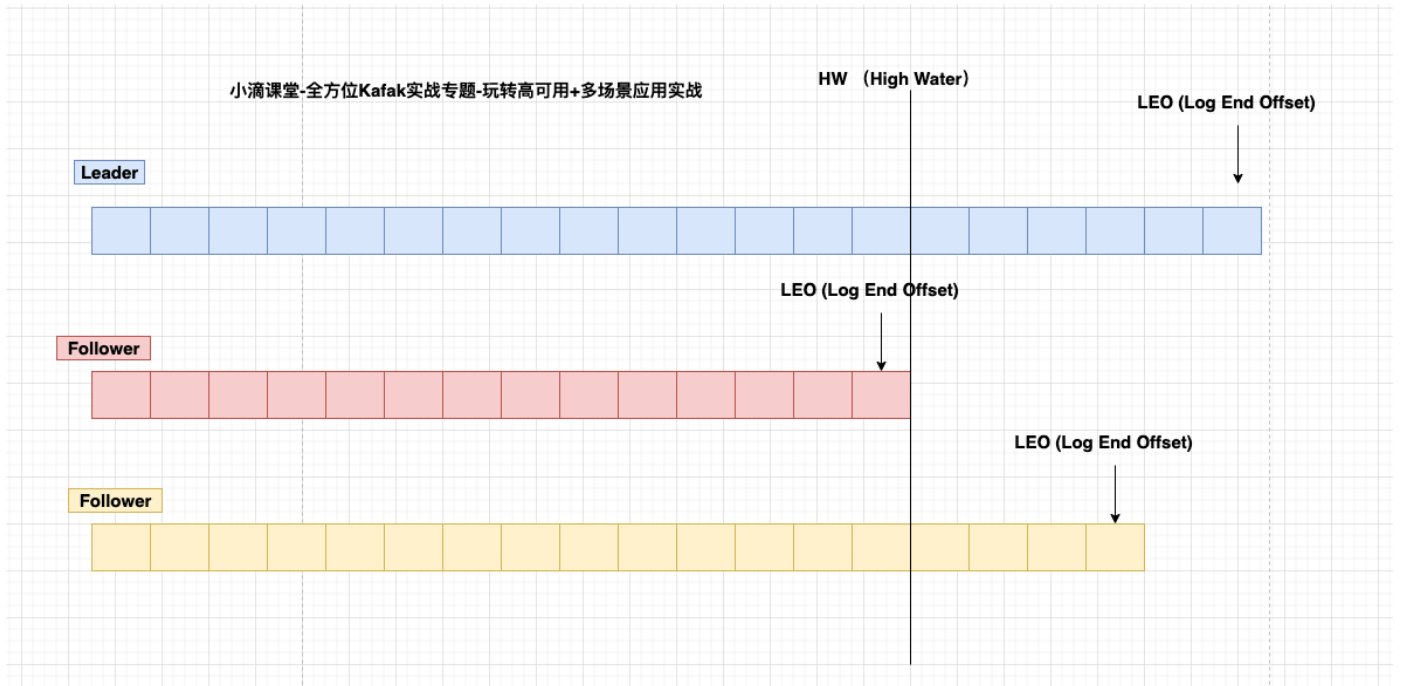 HW （High Water）
小滴课堂-全方位Kafak实战专题-玩转高可用+多场景应用实战
LEO (Log End Offset)
Leader
LEO (Log End Offset)
Follower
LEO (Log End Offset)
Follower